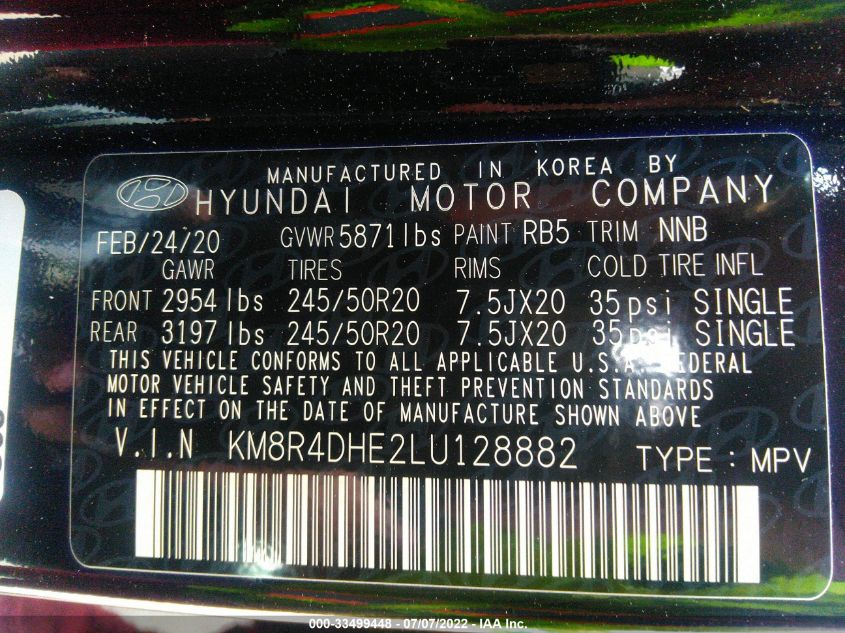 MANUFACTURED IN KOREA BY
HYUNDAI MOTOR COMPANY
FEB/24/20 GVWR 5871lbs PAINT RB5 TRIM NNB
GAWR TIRES RIMS COLD TIRE INFL
FRONT 2954 lbs 245/50R20 7.5JX20 35psi SINGLE
REAR 3197 lbs 245/50R20 7.5JX20 35psi SINGLE
THIS VEHICLE CONFORMS TO ALL APPLICABLE U.S.A. FEDERAL
MOTOR VEHICLE SAFETY AND THEFT PREVENTION STANDARDS
IN EFFECT ON THE DATE OF MANUFACTURE SHOWN ABOVE
V.I.N KM8R4DHE2LU128882 TYPE : MPV
000-33499448 - 07/07/2022 - IAA Inc.